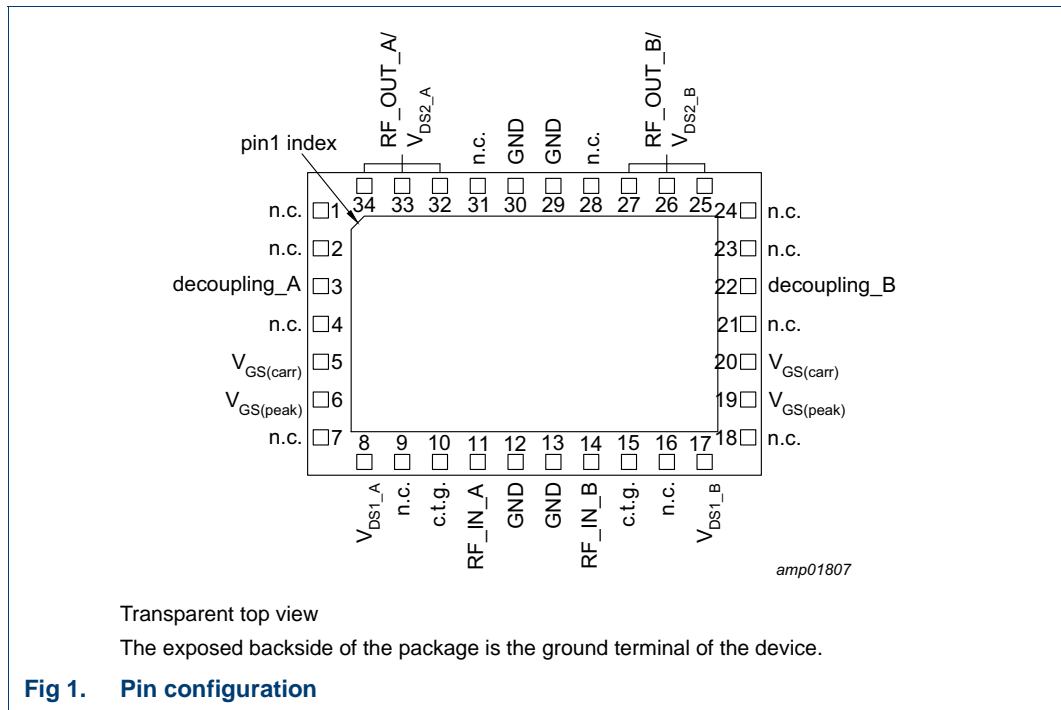 RF_OUT_A/
VDS2_A
n.c.
GND
GND
n.c.
RF_OUT_B/
VDS2_B
pin1 index
34 33 32 31 30 29 28 27 26 25
n.c. 1
n.c. 2
decoupling_A 3
n.c. 4
VGS(carr) 5
VGS(peak) 6
n.c. 7
24 n.c.
23 n.c.
22 decoupling_B
21 n.c.
20 VGS(carr)
19 VGS(peak)
18 n.c.
8 9 10 11 12 13 14 15 16 17
VDS1_A
n.c.
c.t.g.
RF_IN_A
GND
GND
RF_IN_B
c.t.g.
n.c.
VDS1_B
amp01807
Transparent top view
The exposed backside of the package is the ground terminal of the device.
Fig 1. Pin configuration